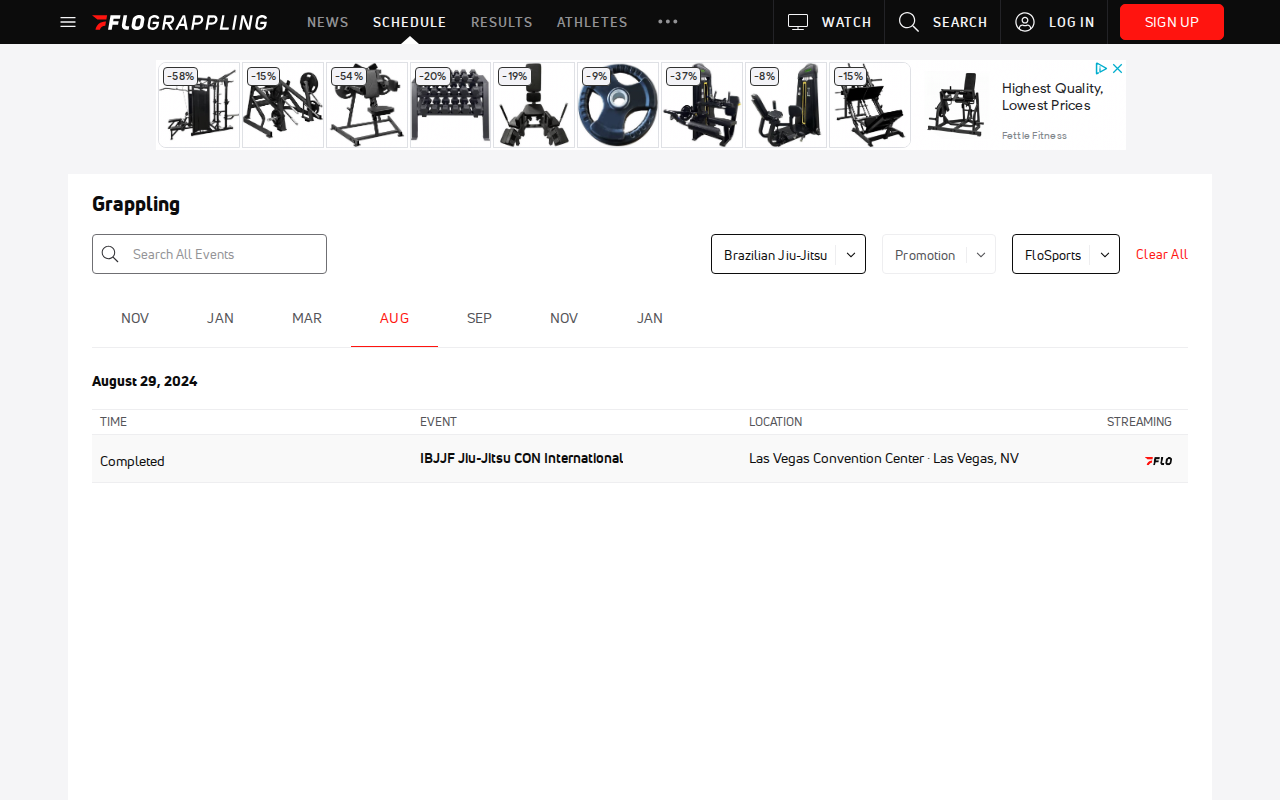 FLOGRAPPLING NEWS SCHEDULE RESULTS ATHLETES WATCH SEARCH LOG IN SIGN UP
-58% -15% -54% -20% -19% -9% -37% -8% -15%
Highest Quality,
Lowest Prices
Fettle Fitness
Grappling
Search All Events Brazilian Jiu-Jitsu Promotion FloSports Clear All
NOV JAN MAR AUG SEP NOV JAN
August 29, 2024
TIME EVENT LOCATION STREAMING
Completed IBJJF Jiu-Jitsu CON International Las Vegas Convention Center · Las Vegas, NV FLO